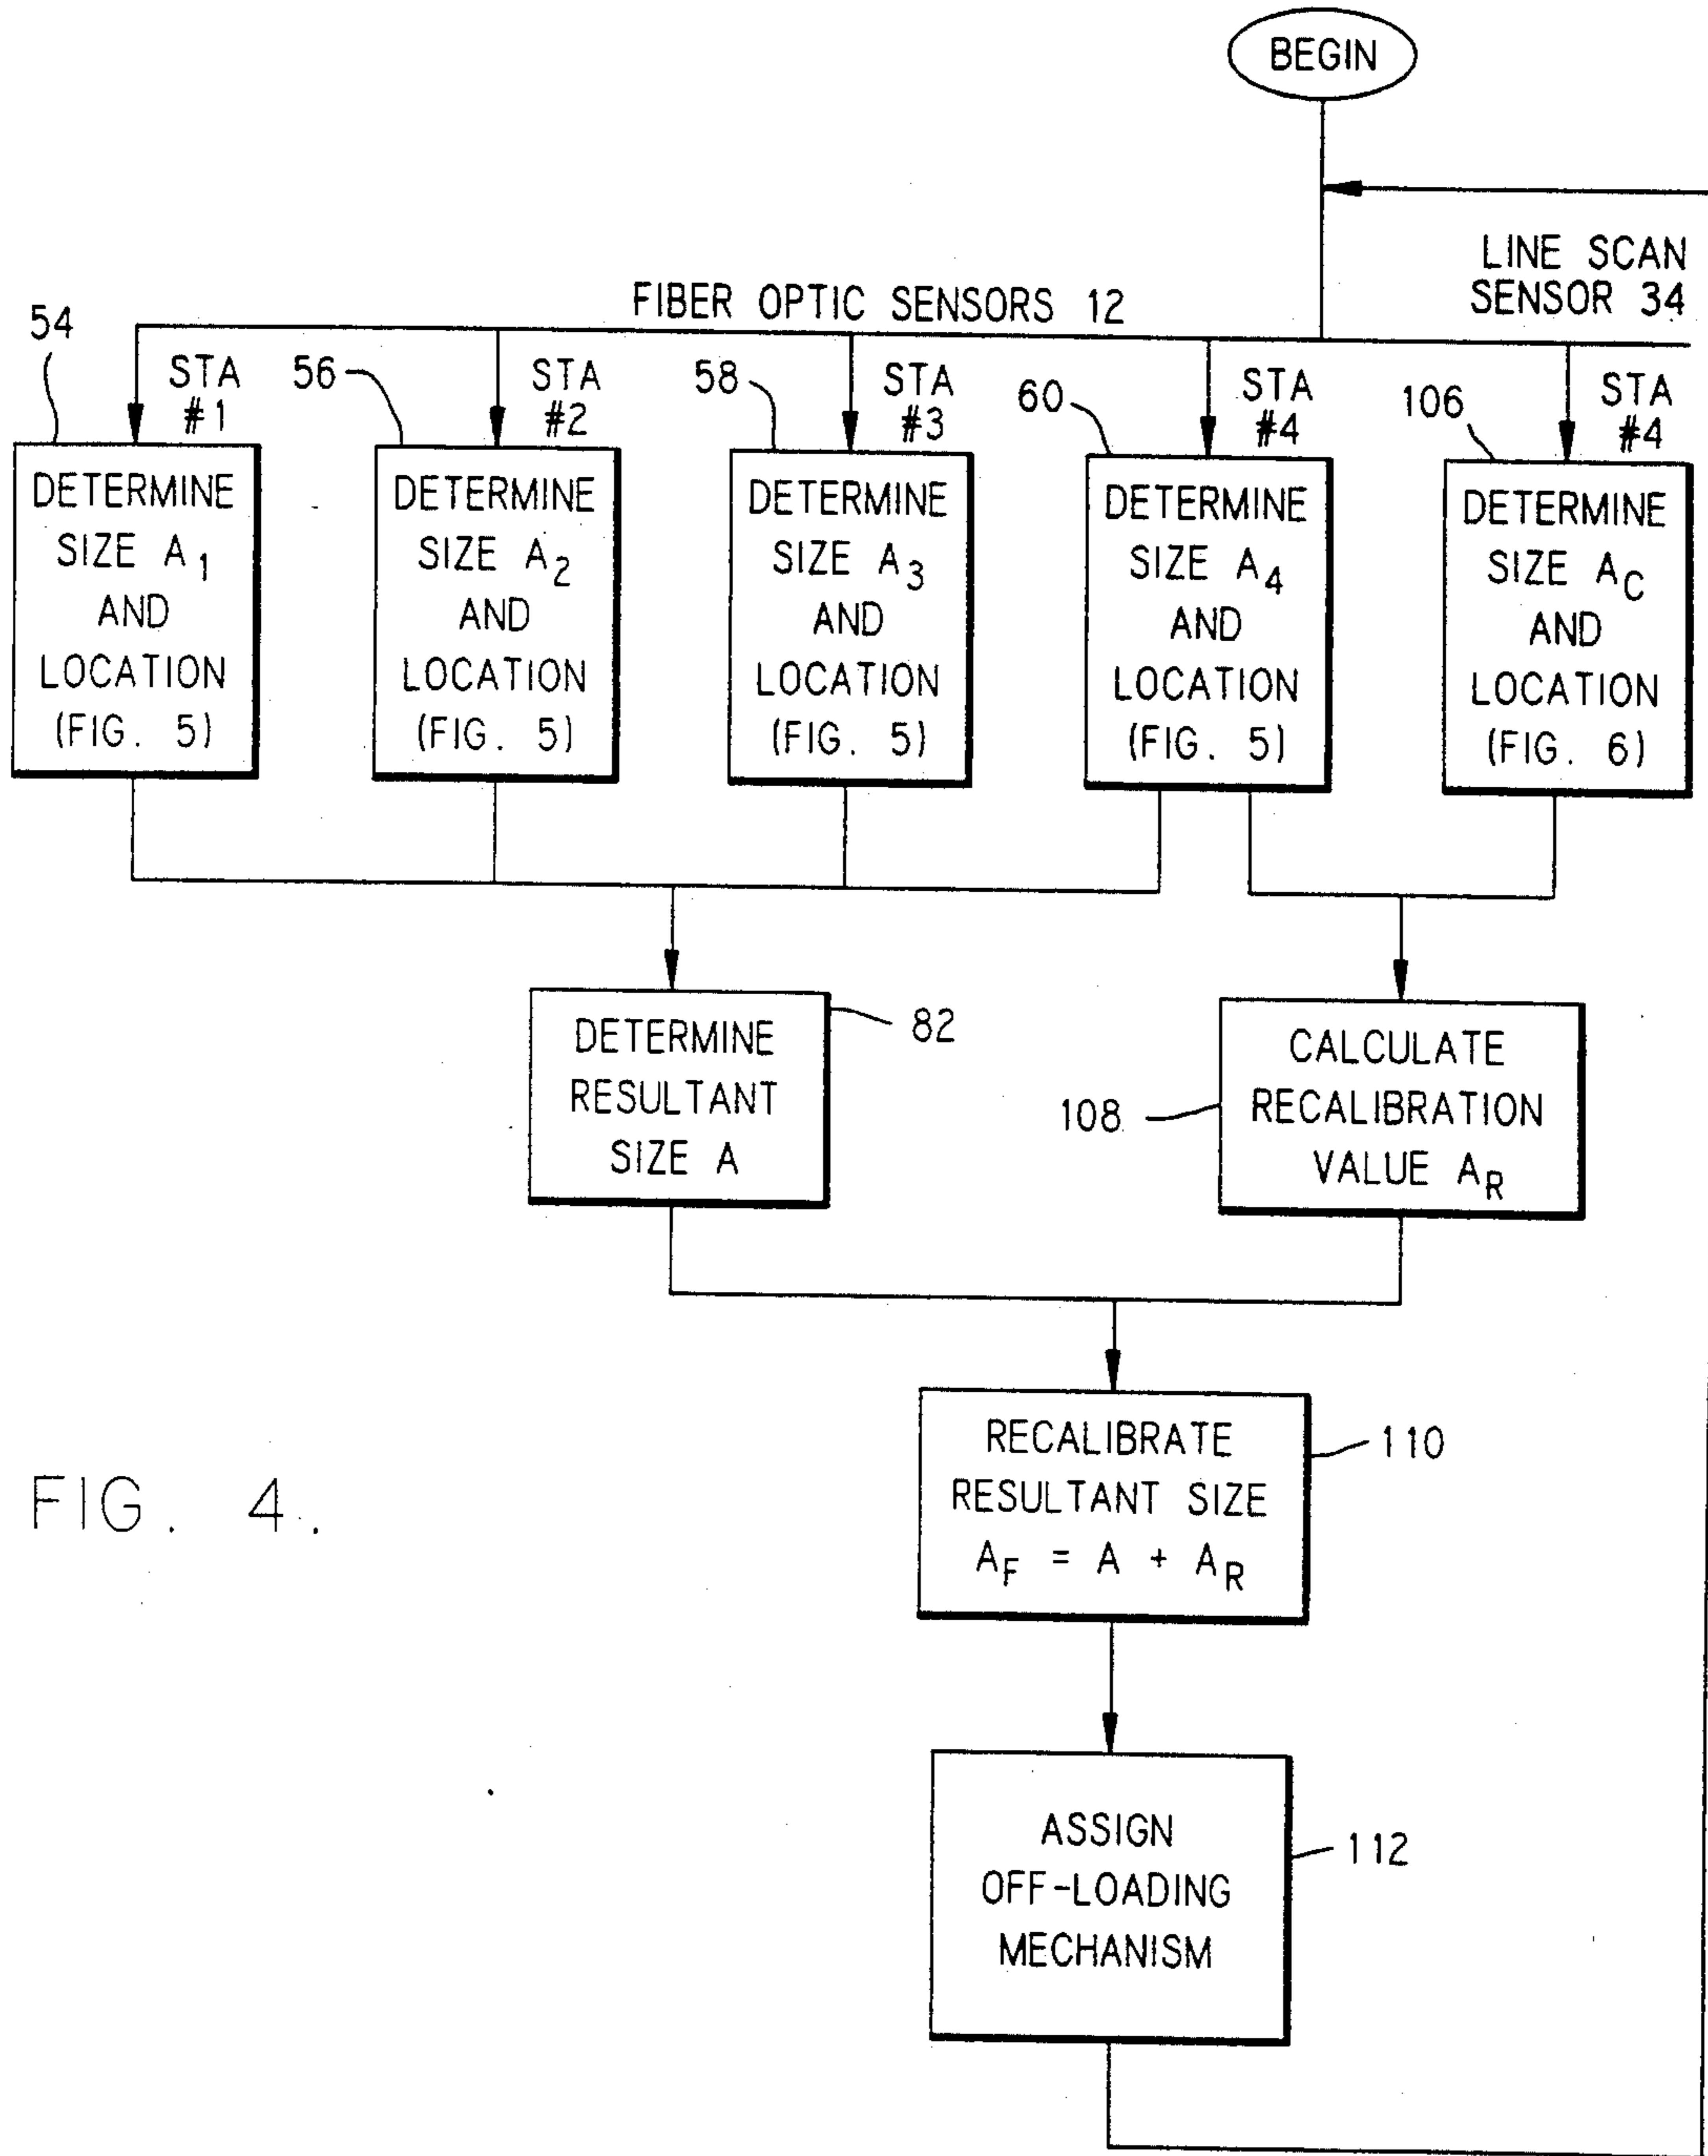 BEGIN
LINE SCAN
SENSOR 34
FIBER OPTIC SENSORS 12
54
STA
#1
56
STA
#2
58
STA
#3
60
STA
#4
106
STA
#4
DETERMINE
SIZE A1
AND
LOCATION
(FIG. 5)
DETERMINE
SIZE A2
AND
LOCATION
(FIG. 5)
DETERMINE
SIZE A3
AND
LOCATION
(FIG. 5)
DETERMINE
SIZE A4
AND
LOCATION
(FIG. 5)
DETERMINE
SIZE AC
AND
LOCATION
(FIG. 6)
DETERMINE
RESULTANT
SIZE A
82
108
CALCULATE
RECALIBRATION
VALUE AR
RECALIBRATE
RESULTANT SIZE
AF = A + AR
110
FIG. 4.
ASSIGN
OFF-LOADING
MECHANISM
112